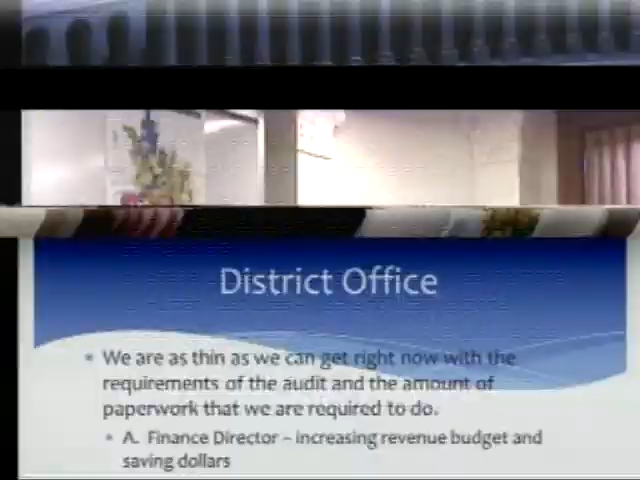 District Office
We are as thin as we can get right now with the
requirements of the audit and the amount of
paperwork that we are required to do.
A. Finance Director – increasing revenue budget and
saving dollars